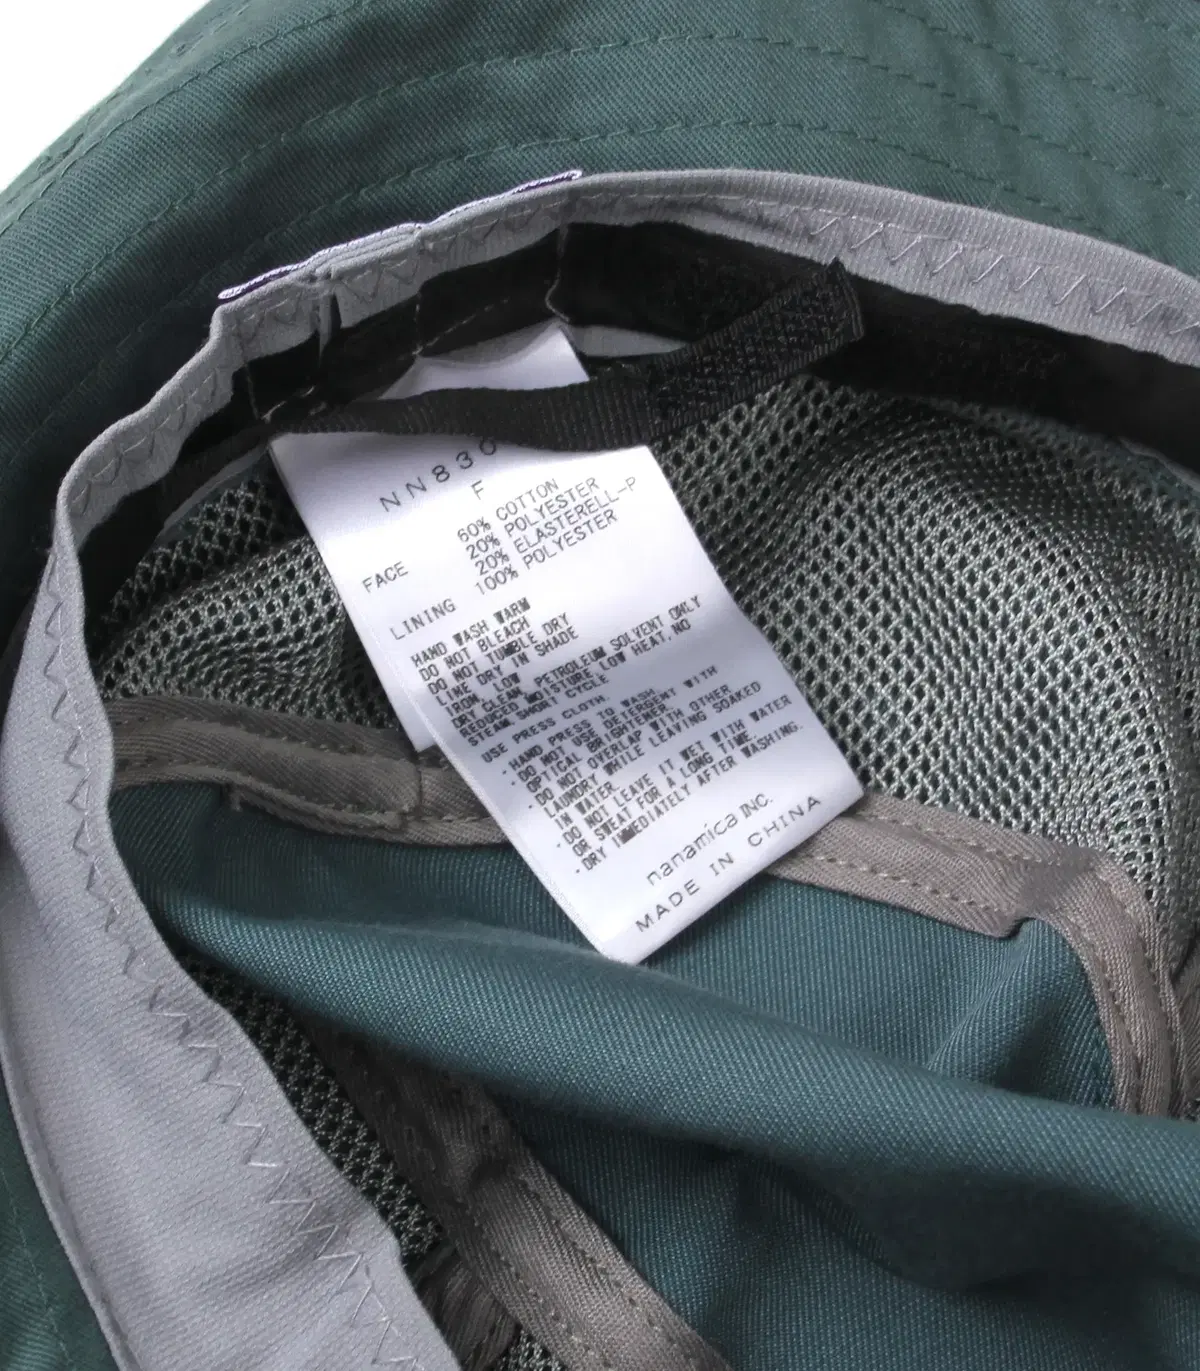 NN830
F
60% COTTON
20% POLYESTER
FACE 20% ELASTERELL-P
LINING 100% POLYESTER
HAND WASH WARM
DO NOT BLEACH
DO NOT TUMBLE DRY
LINE DRY IN SHADE
IRON LOW
DRY CLEAN, PETROLEUM SOLVENT ONLY
REDUCED MOISTURE, LOW HEAT, NO
STEAM, SHORT CYCLE
USE PRESS CLOTH.
・HAND PRESS TO WASH
・DO NOT USE DETERGENT WITH
OPTICAL BRIGHTENER.
・DO NOT OVERLAP WITH OTHER
LAUNDRY WHILE LEAVING SOAKED
IN WATER.
・DO NOT LEAVE IT WET WITH WATER
OR SWEAT FOR A LONG TIME.
・DRY IMMEDIATELY AFTER WASHING.
nanamica INC.
MADE IN CHINA